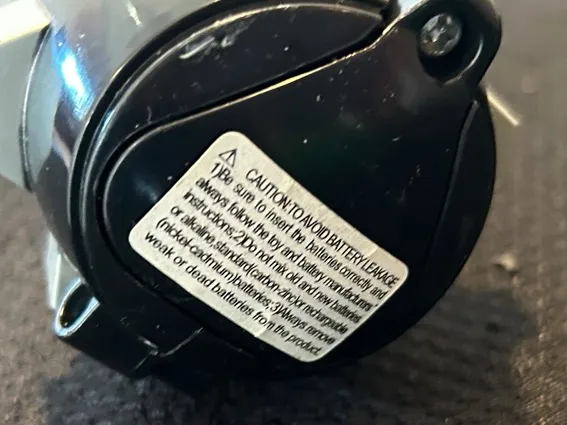 ⚠ CAUTION:TO AVOID BATTERY LEAKAGE
1)Be sure to insert the batteries correctly and
always follow the toy and battery manufacturers'
instructions;2)Do not mix old and new batteries
or alkaline,standard(carbon-zinc)or rechargeable
(nickel-cadmium)batteries;3)Always remove
weak or dead batteries from the product.